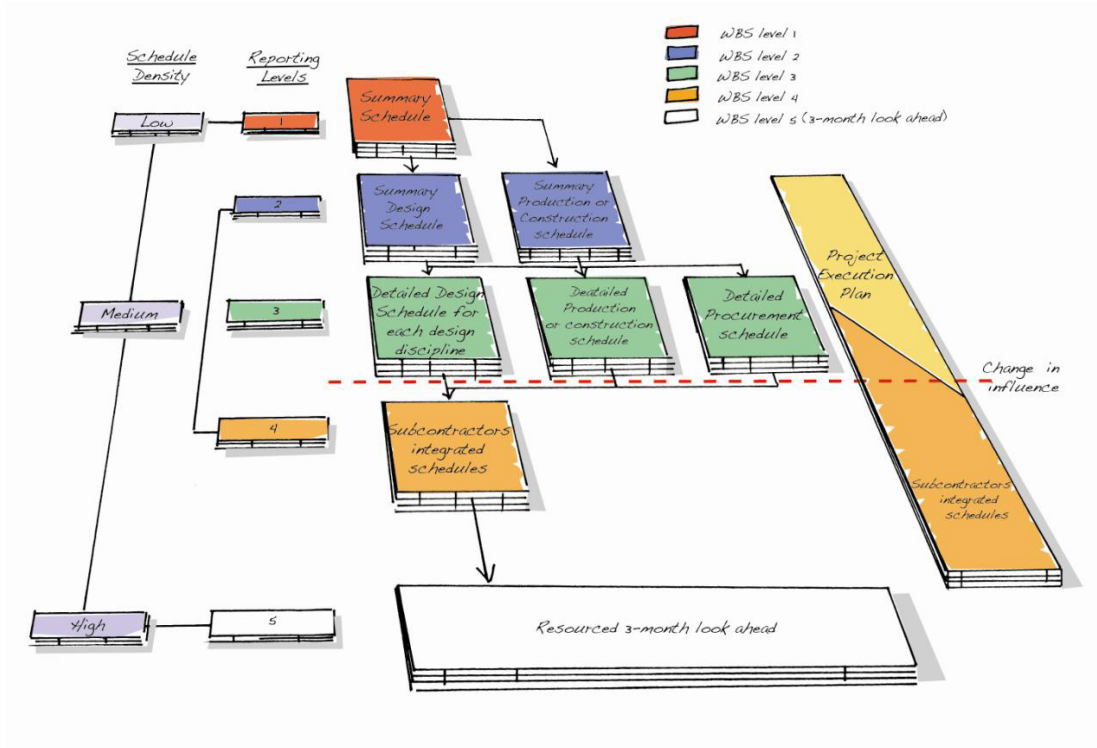 WBS level 1
WBS level 2
WBS level 3
WBS level 4
WBS level 5 (3-month look ahead)
Schedule
Density
Reporting
Levels
Low
1
2
Medium
3
4
High
5
Summary
Schedule
Summary
Design
Schedule
Summary
Production or
Construction
schedule
Detailed Design
Schedule for
each design
discipline
Deatailed
Production
or construction
schedule
Detailed
Procurement
schedule
Subcontractors
integrated
schedules
Resourced 3-month look ahead
Project
Execution
Plan
Change in
influence
Subcontractors
integrated
schedules